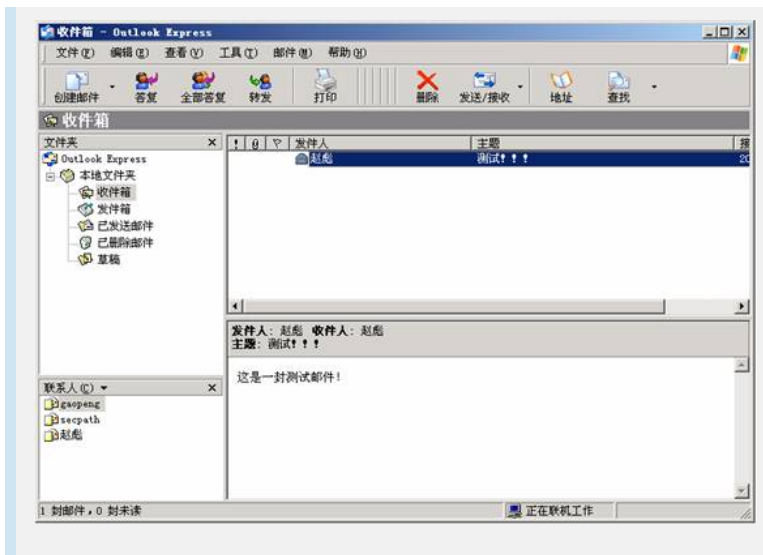 收件箱 - Outlook Express
文件(F) 编辑(E) 查看(V) 工具(T) 邮件(M) 帮助(H)
创建邮件 答复 全部答复 转发 打印 删除 发送/接收 地址 查找
收件箱
文件夹 ×
Outlook Express
本地文件夹
收件箱
发件箱
已发送邮件
已删除邮件
草稿
! 发件人 主题 接
赵彪 测试!!! 20
发件人: 赵彪 收件人: 赵彪
主题: 测试!!!
这是一封测试邮件!
联系人(C) ×
gaopeng
secpath
赵彪
1 封邮件,0 封未读 正在联机工作